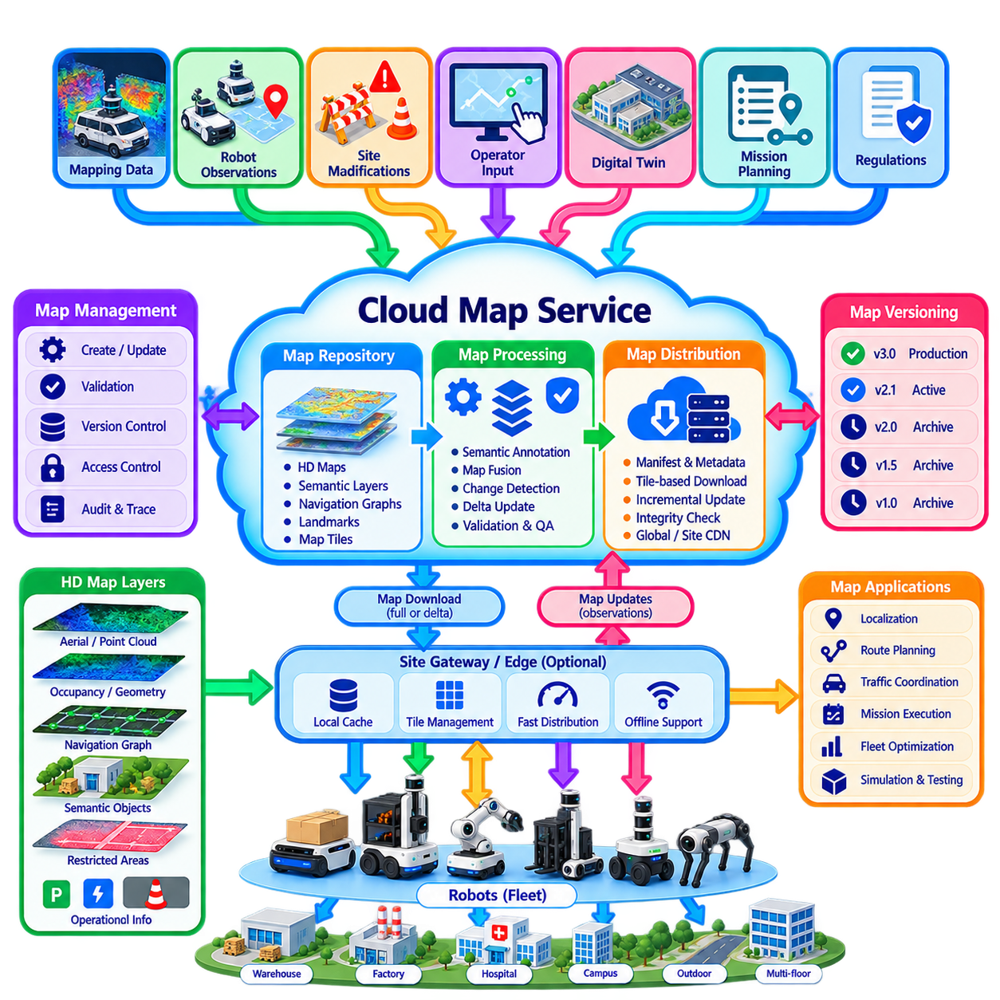 Mapping Data
Robot
Observations
Site
Madifications
Operator
Input
Digital Twin
Mission
Planning
Regulations
Cloud Map Service
Map Management
Create / Update
Validation
Version Control
Access Control
Audit & Trace
Map Repository
• HD Maps
• Semantic Layers
• Navigation Graphs
• Landmarks
• Map Tiles
Map Processing
• Semantic Annotation
• Map Fusion
• Change Detection
• Delta Update
• Validation & QA
Map Distribution
• Manifest & Metadata
• Tile-based Download
• Incremental Update
• Integrity Check
• Global / Site CDN
Map Versioning
v3.0 Production
v2.1 Active
v2.0 Archive
v1.5 Archive
v1.0 Archive
HD Map Layers
Aerial / Point Cloud
Occupancy / Geometry
Navigation Graph
Semantic Objects
Restricted Areas
P
Operational Info
Map Download
(full or delta)
Map Updates
(observations)
Site Gateway / Edge (Optional)
Local Cache
Tile Management
Fast Distribution
Offline Support
Map Applications
Localization
Route Planning
Traffic Coordination
Mission Execution
Fleet Optimization
Simulation & Testing
Robots (Fleet)
Warehouse
Factory
Hospital
Campus
Outdoor
Multi-floor